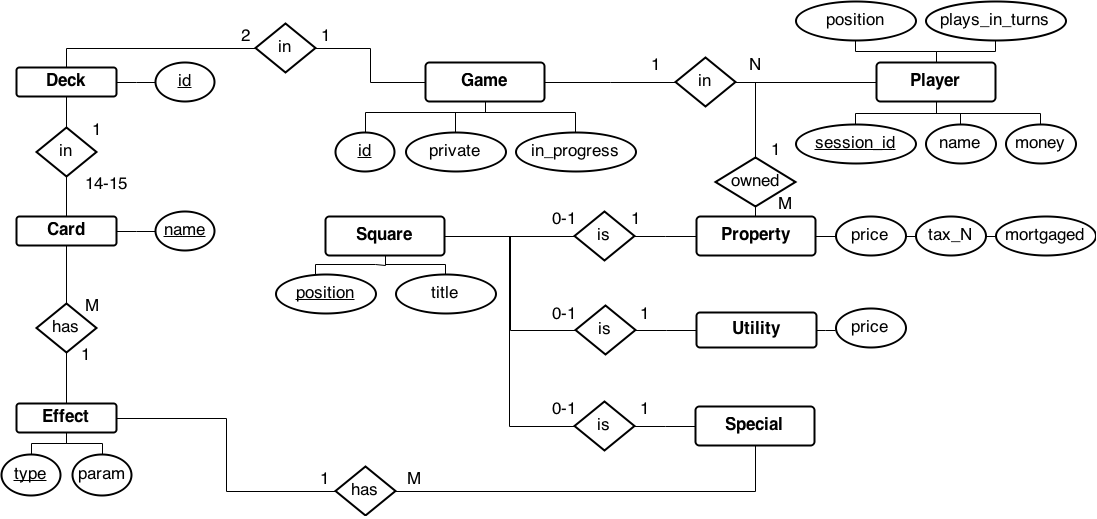 position
plays_in_turns
2
in
1
Deck
id
Game
1
in
N
Player
id
private
in_progress
session_id
name
money
1
in
14-15
1
owned
M
Card
name
Square
0-1
is
1
Property
price
tax_N
mortgaged
position
title
M
has
1
0-1
is
1
Utility
price
Effect
type
param
0-1
is
1
Special
1
has
M